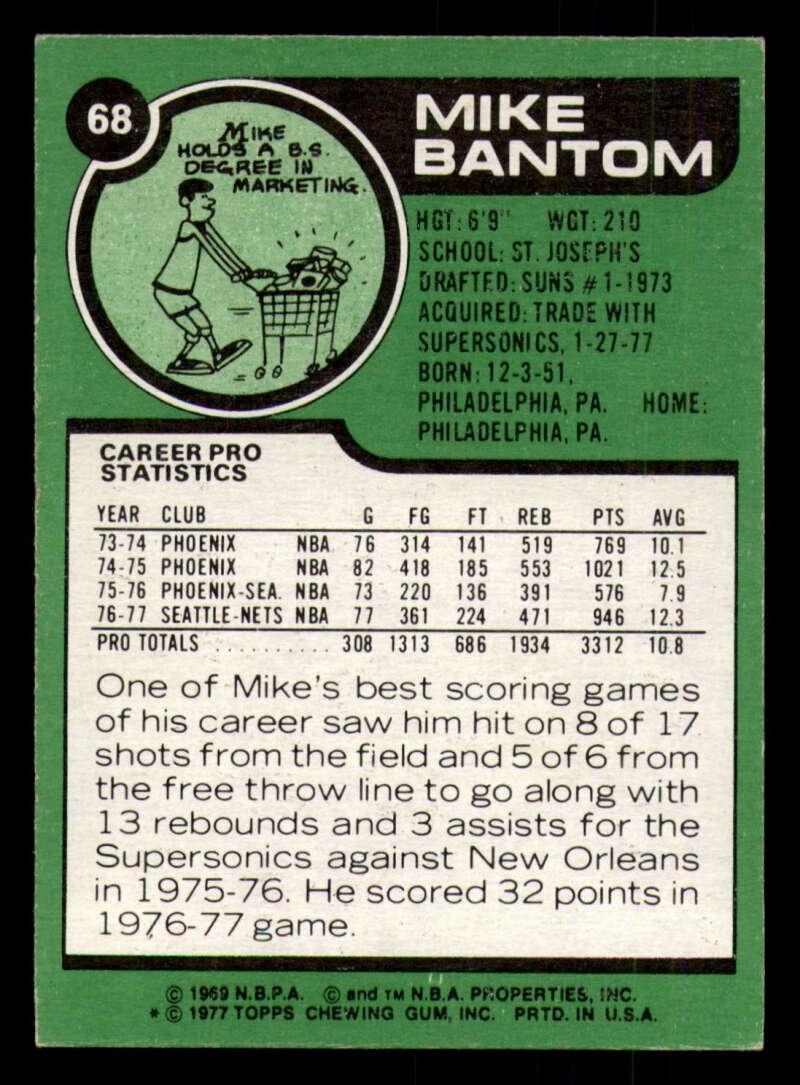 68
MIKE
HOLDS A B.S.
DEGREE IN
MARKETING.
MIKE
BANTOM
HGT: 6'9" WGT: 210
SCHOOL: ST. JOSEPH'S
DRAFTED: SUNS #1-1973
ACQUIRED: TRADE WITH
SUPERSONICS, 1-27-77
BORN: 12-3-51,
PHILADELPHIA, PA. HOME:
PHILADELPHIA, PA.
CAREER PRO
STATISTICS
YEAR CLUB G FG FT REB PTS AVG
73-74 PHOENIX NBA 76 314 141 519 769 10.1
74-75 PHOENIX NBA 82 418 185 553 1021 12.5
75-76 PHOENIX-SEA. NBA 73 220 136 391 576 7.9
76-77 SEATTLE-NETS NBA 77 361 224 471 946 12.3
PRO TOTALS .......... 308 1313 686 1934 3312 10.8
One of Mike's best scoring games
of his career saw him hit on 8 of 17
shots from the field and 5 of 6 from
the free throw line to go along with
13 rebounds and 3 assists for the
Supersonics against New Orleans
in 1975-76. He scored 32 points in
1976-77 game.
© 1969 N.B.P.A. © and TM N.B.A. PROPERTIES, INC.
* © 1977 TOPPS CHEWING GUM, INC. PRTD. IN U.S.A.